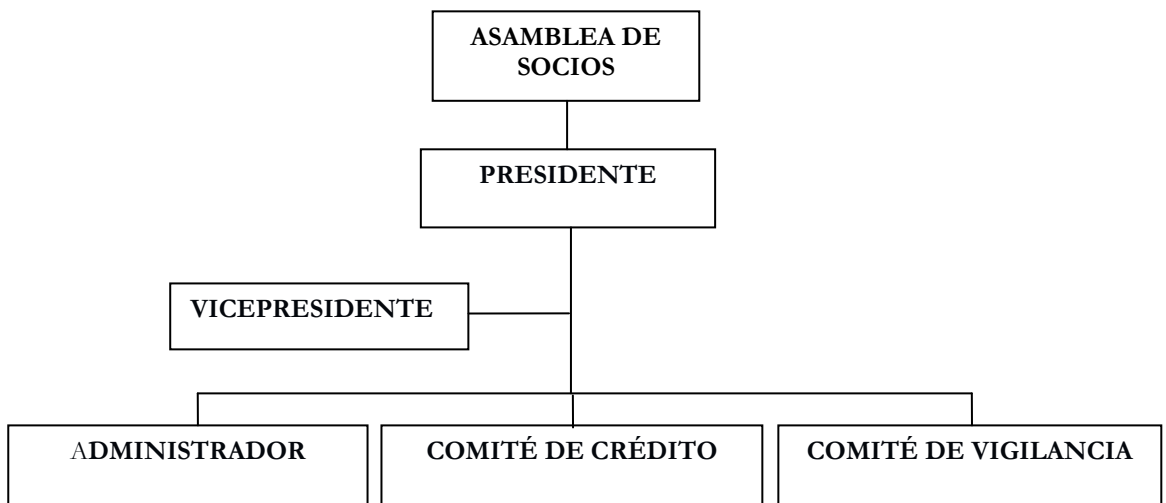 ASAMBLEA DE
SOCIOS
PRESIDENTE
VICEPRESIDENTE
ADMINISTRADOR
COMITÉ DE CRÉDITO
COMITÉ DE VIGILANCIA